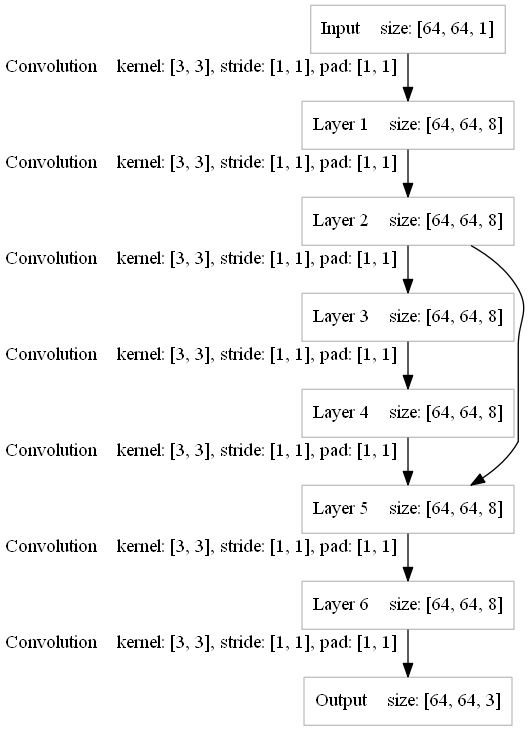 Input size: [64, 64, 1]
Convolution kernel: [3, 3], stride: [1, 1], pad: [1, 1]
Layer 1 size: [64, 64, 8]
Convolution kernel: [3, 3], stride: [1, 1], pad: [1, 1]
Layer 2 size: [64, 64, 8]
Convolution kernel: [3, 3], stride: [1, 1], pad: [1, 1]
Layer 3 size: [64, 64, 8]
Convolution kernel: [3, 3], stride: [1, 1], pad: [1, 1]
Layer 4 size: [64, 64, 8]
Convolution kernel: [3, 3], stride: [1, 1], pad: [1, 1]
Layer 5 size: [64, 64, 8]
Convolution kernel: [3, 3], stride: [1, 1], pad: [1, 1]
Layer 6 size: [64, 64, 8]
Convolution kernel: [3, 3], stride: [1, 1], pad: [1, 1]
Output size: [64, 64, 3]